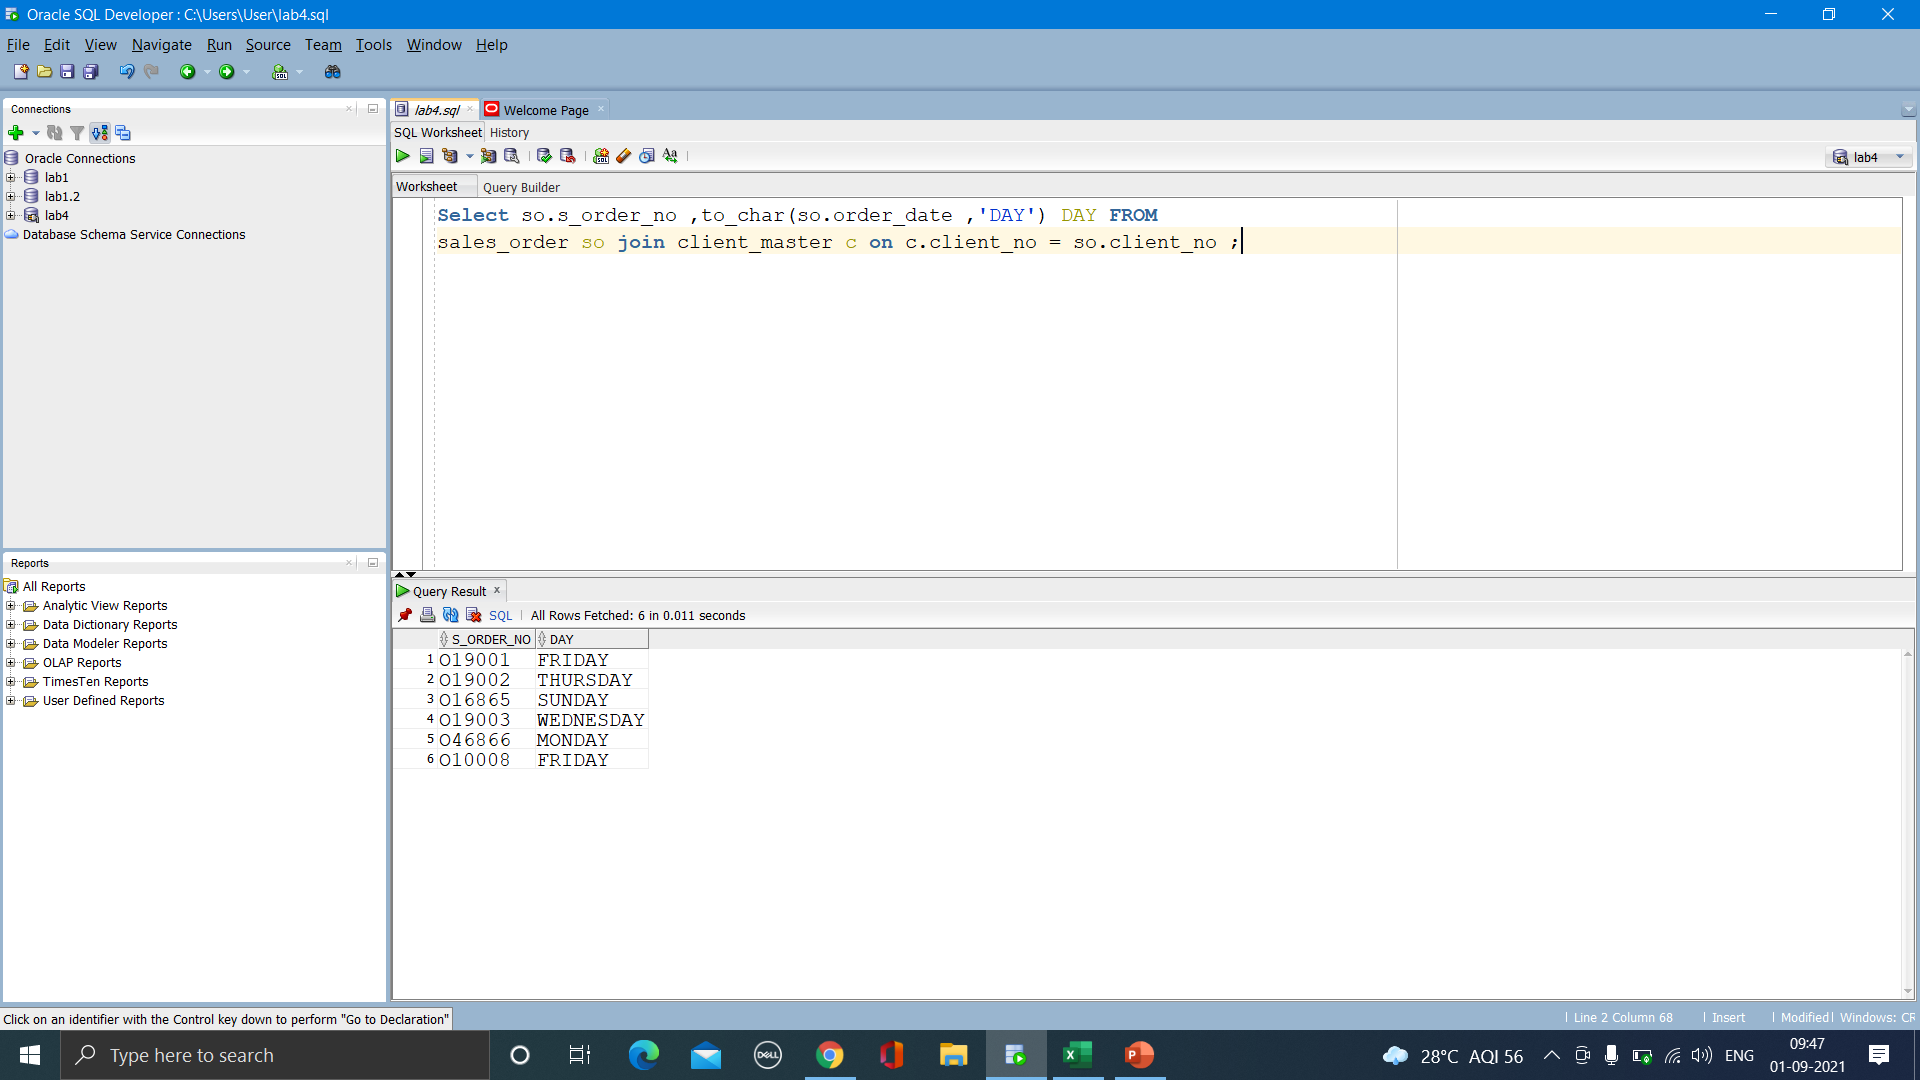 Oracle SQL Developer : C:\Users\User\lab4.sql
File Edit View Navigate Run Source Team Tools Window Help
Connections
Oracle Connections
lab1
lab1.2
lab4
Database Schema Service Connections
Reports
All Reports
Analytic View Reports
Data Dictionary Reports
Data Modeler Reports
OLAP Reports
TimesTen Reports
User Defined Reports
lab4.sql Welcome Page
SQL Worksheet History
lab4
Worksheet Query Builder
Select so.s_order_no ,to_char(so.order_date ,'DAY') DAY FROM
sales_order so join client_master c on c.client_no = so.client_no ;
Query Result
SQL All Rows Fetched: 6 in 0.011 seconds
S_ORDER_NO DAY
1 O19001 FRIDAY
2 O19002 THURSDAY
3 O16865 SUNDAY
4 O19003 WEDNESDAY
5 O46866 MONDAY
6 O10008 FRIDAY
Click on an identifier with the Control key down to perform "Go to Declaration"
Line 2 Column 68 Insert Modified Windows: CR
Type here to search
DELL
28°C AQI 56 ENG
09:47
01-09-2021